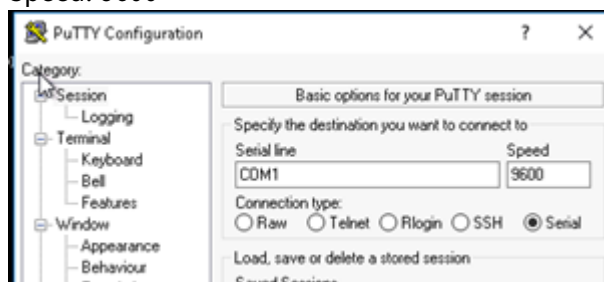 Speed: 9600
PuTTY Configuration ? ×
Category:
Session
Logging
Terminal
Keyboard
Bell
Features
Window
Appearance
Behaviour
Basic options for your PuTTY session
Specify the destination you want to connect to
Serial line Speed
COM1 9600
Connection type:
Raw Telnet Rlogin SSH Serial
Load, save or delete a stored session
Saved Sessions